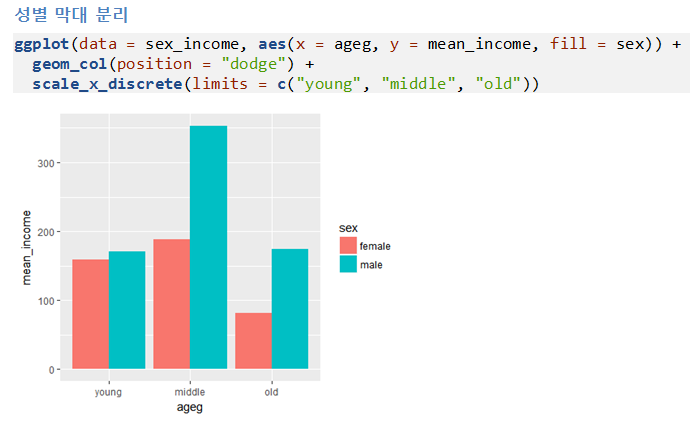 성별 막대 분리
ggplot(data = sex_income, aes(x = ageg, y = mean_income, fill = sex)) +
  geom_col(position = "dodge") +
  scale_x_discrete(limits = c("young", "middle", "old"))
300
200
100
0
mean_income
young middle old
ageg
sex
female
male